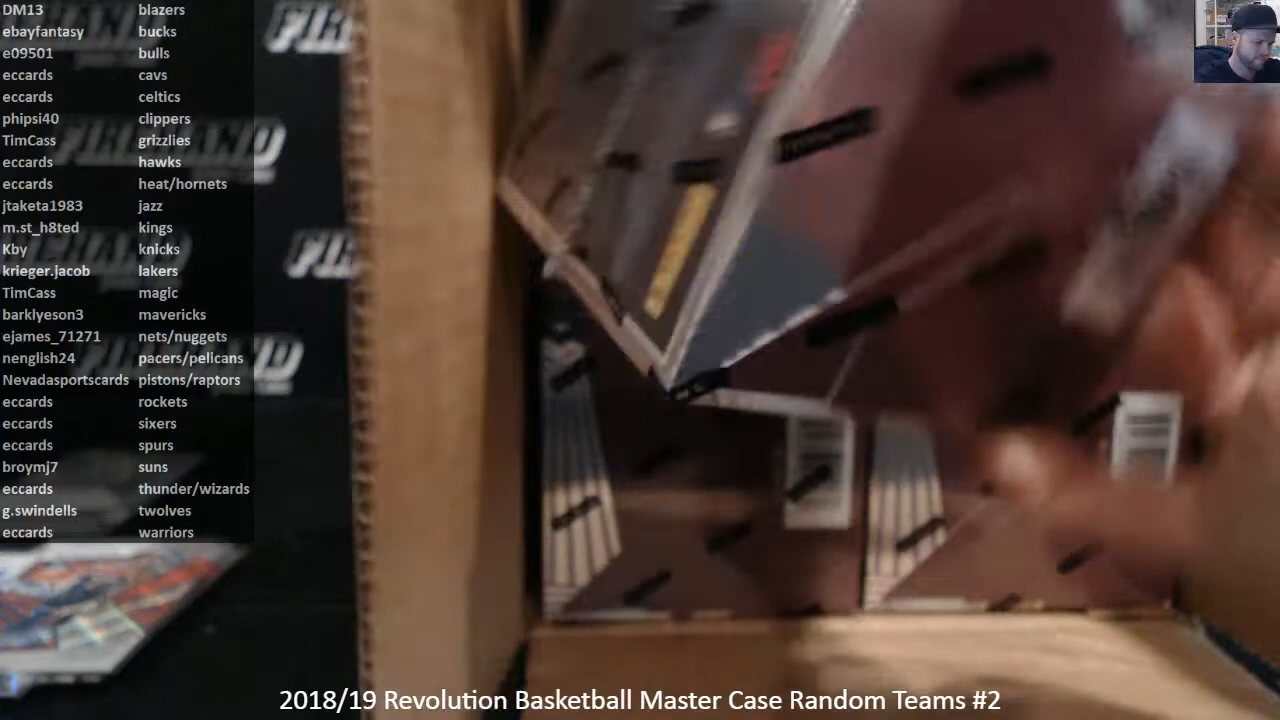 DM13 blazers
ebayfantasy bucks
e09501 bulls
eccards cavs
eccards celtics
phipsi40 clippers
TimCass grizzlies
eccards hawks
eccards heat/hornets
jtaketa1983 jazz
m.st_h8ted kings
Kby knicks
krieger.jacob lakers
TimCass magic
barklyeson3 mavericks
ejames_71271 nets/nuggets
nenglish24 pacers/pelicans
Nevadasportscards pistons/raptors
eccards rockets
eccards sixers
eccards spurs
broymj7 suns
eccards thunder/wizards
g.swindells twolves
eccards warriors
2018/19 Revolution Basketball Master Case Random Teams #2